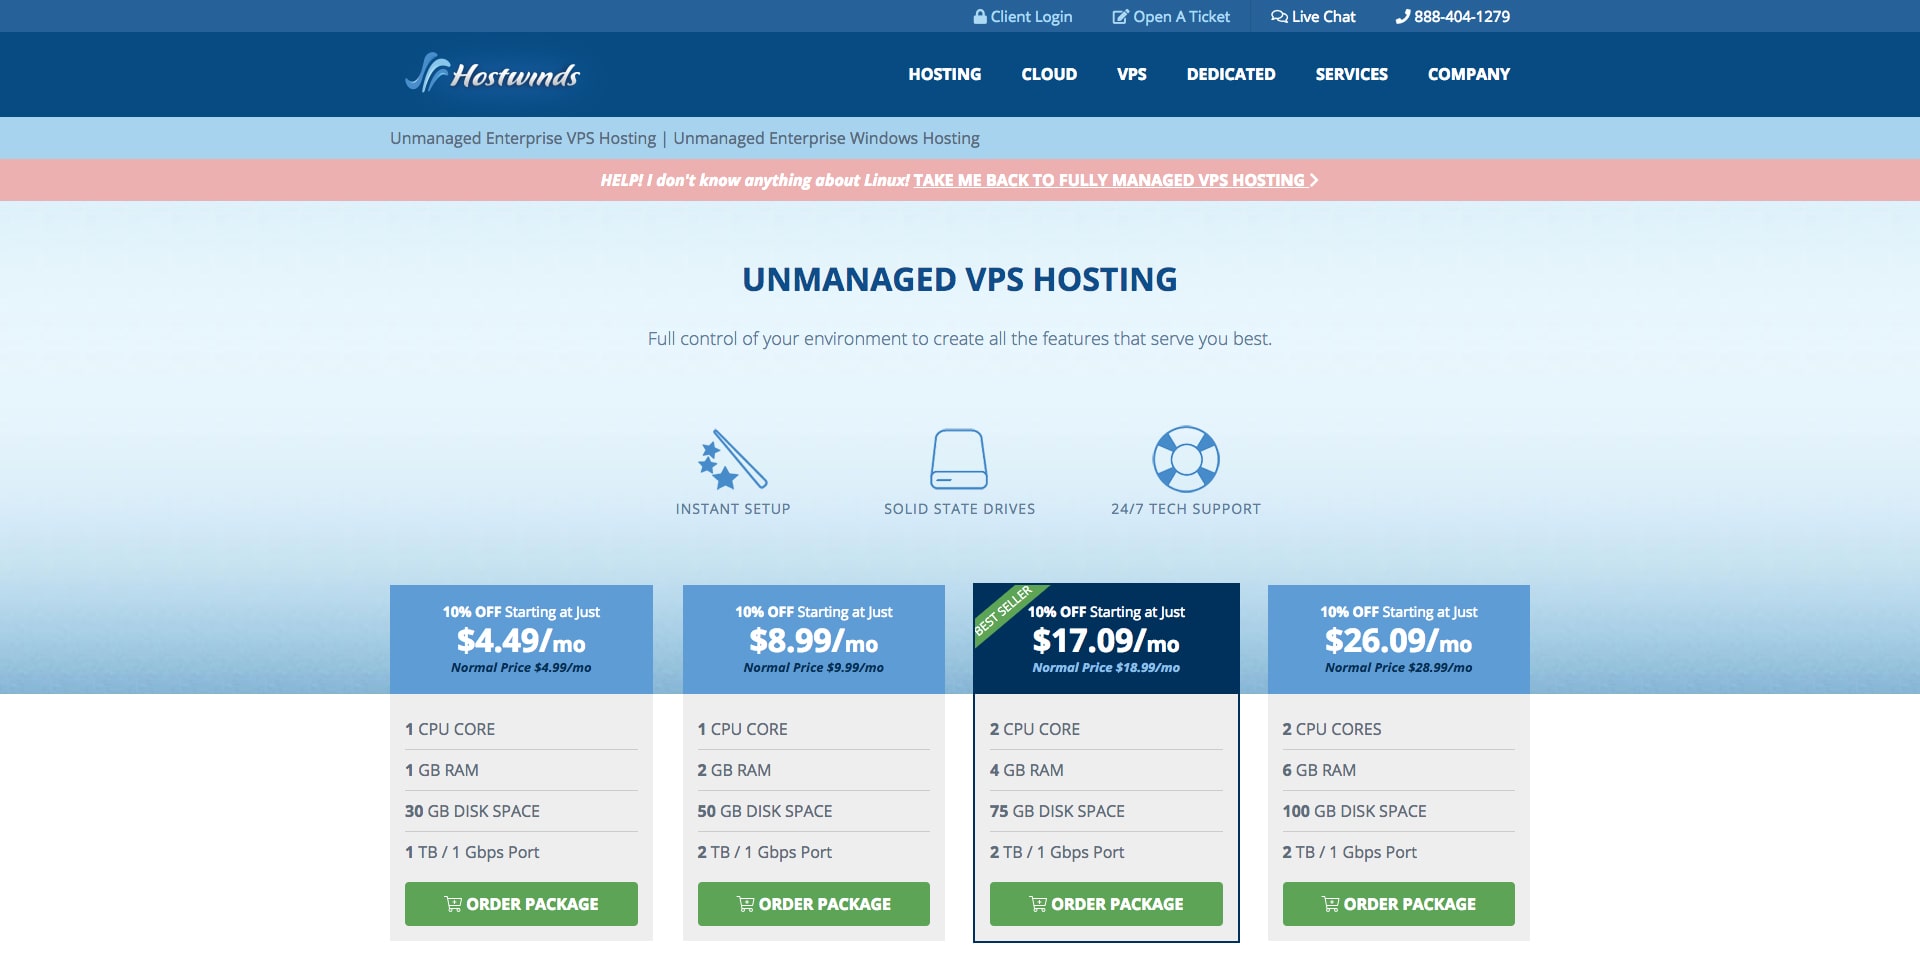 Client Login
Open A Ticket
Live Chat
888-404-1279
Hostwinds
HOSTING
CLOUD
VPS
DEDICATED
SERVICES
COMPANY
Unmanaged Enterprise VPS Hosting | Unmanaged Enterprise Windows Hosting
HELP! I don't know anything about Linux! TAKE ME BACK TO FULLY MANAGED VPS HOSTING
UNMANAGED VPS HOSTING
Full control of your environment to create all the features that serve you best.
INSTANT SETUP
SOLID STATE DRIVES
24/7 TECH SUPPORT
10% OFF Starting at Just
$4.49/mo
Normal Price $4.99/mo
1 CPU CORE
1 GB RAM
30 GB DISK SPACE
1 TB / 1 Gbps Port
ORDER PACKAGE
10% OFF Starting at Just
$8.99/mo
Normal Price $9.99/mo
1 CPU CORE
2 GB RAM
50 GB DISK SPACE
2 TB / 1 Gbps Port
ORDER PACKAGE
BEST SELLER
10% OFF Starting at Just
$17.09/mo
Normal Price $18.99/mo
2 CPU CORE
4 GB RAM
75 GB DISK SPACE
2 TB / 1 Gbps Port
ORDER PACKAGE
10% OFF Starting at Just
$26.09/mo
Normal Price $28.99/mo
2 CPU CORES
6 GB RAM
100 GB DISK SPACE
2 TB / 1 Gbps Port
ORDER PACKAGE